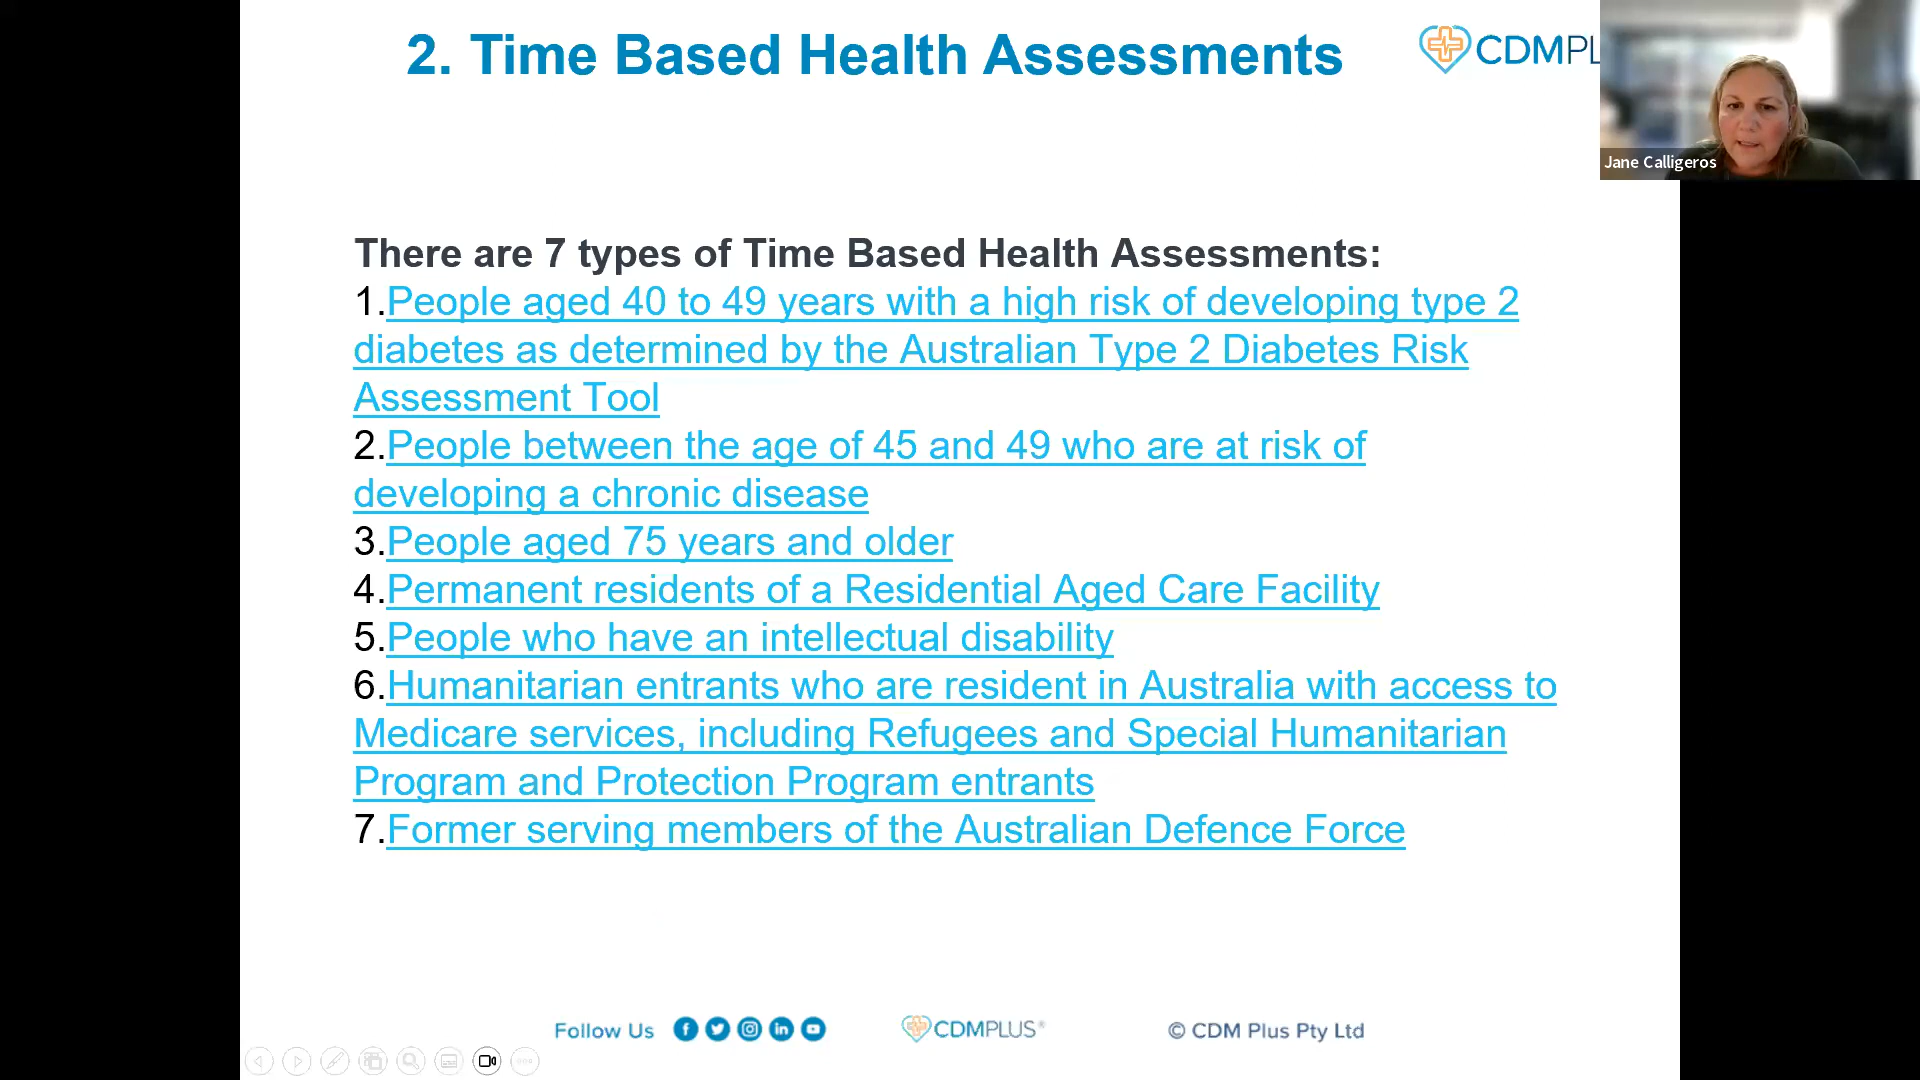 2. Time Based Health Assessments
CDMPL
Jane Calligeros
There are 7 types of Time Based Health Assessments:
1.People aged 40 to 49 years with a high risk of developing type 2
diabetes as determined by the Australian Type 2 Diabetes Risk
Assessment Tool
2.People between the age of 45 and 49 who are at risk of
developing a chronic disease
3.People aged 75 years and older
4.Permanent residents of a Residential Aged Care Facility
5.People who have an intellectual disability
6.Humanitarian entrants who are resident in Australia with access to
Medicare services, including Refugees and Special Humanitarian
Program and Protection Program entrants
7.Former serving members of the Australian Defence Force
Follow Us
CDMPLUS®
© CDM Plus Pty Ltd